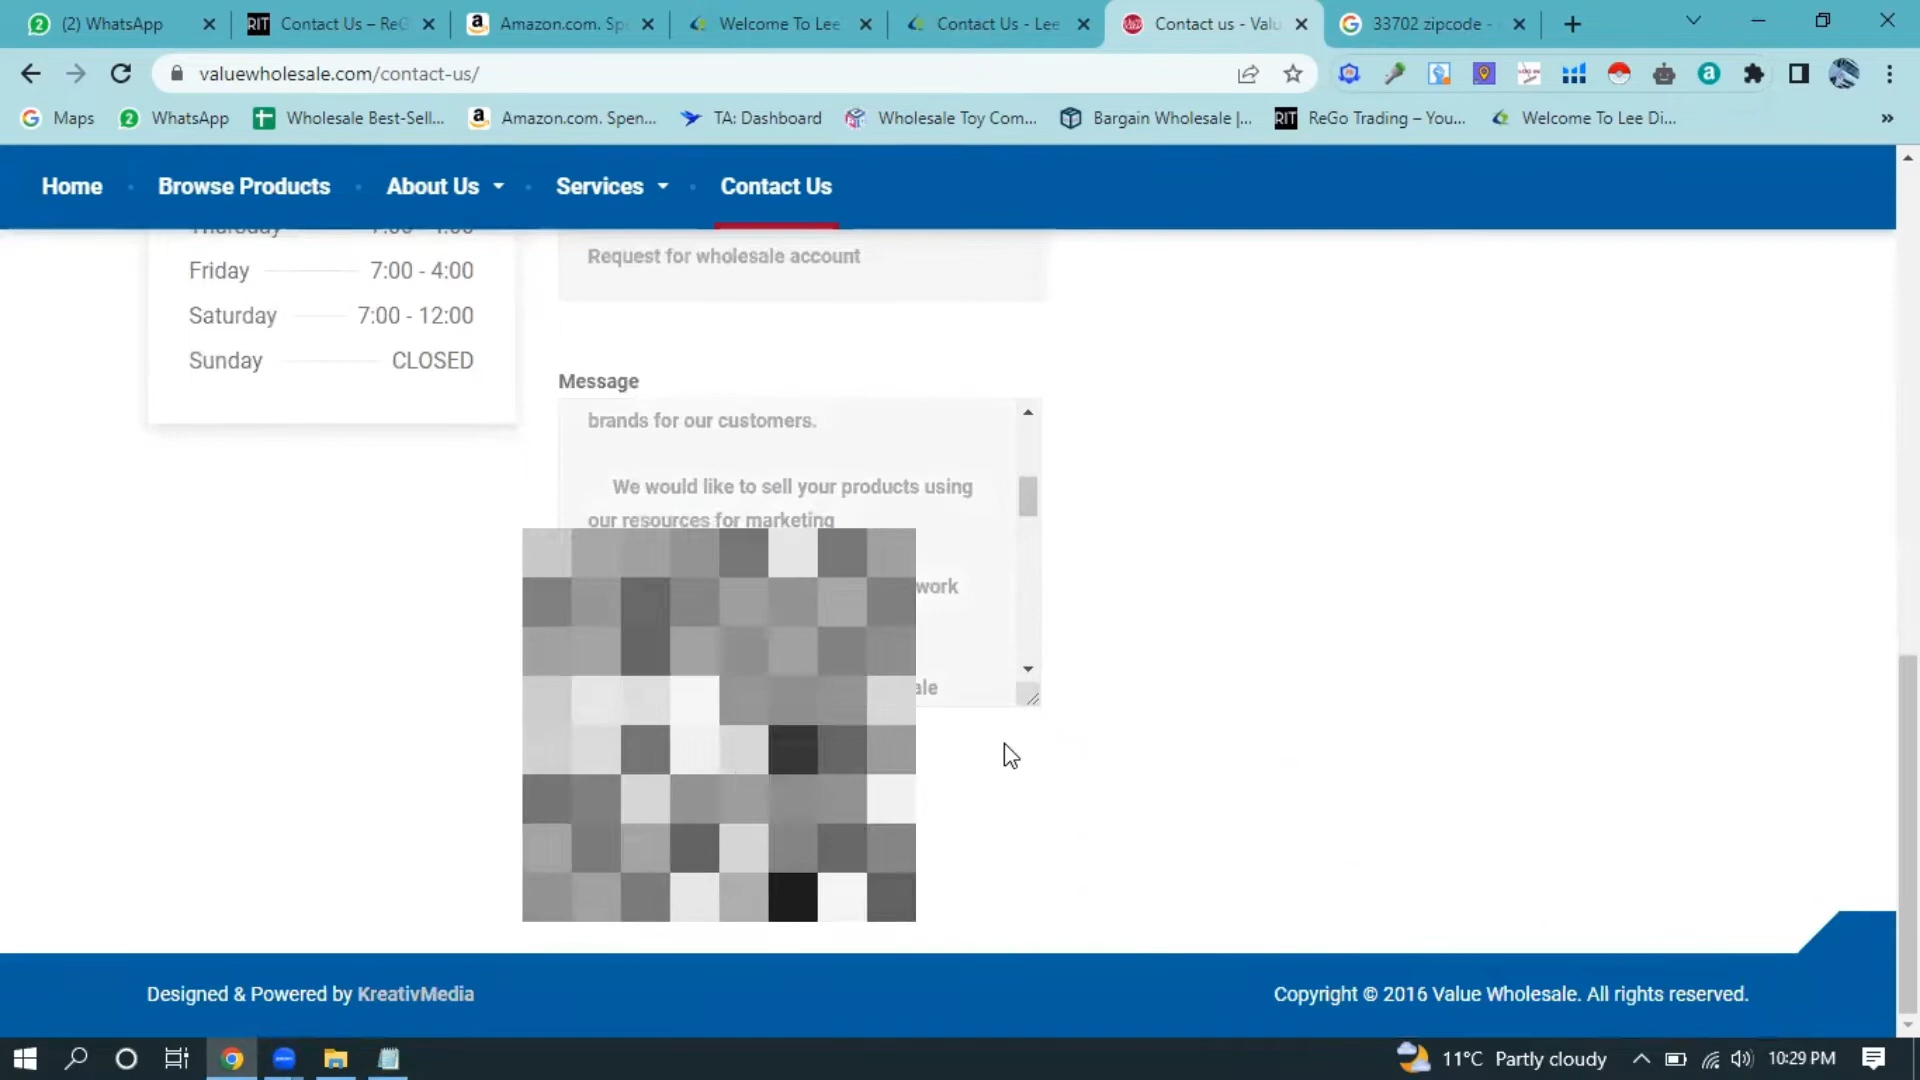 (2) WhatsApp
Contact Us – ReG
Amazon.com. Sp
Welcome To Lee
Contact Us - Lee
Contact us - Valu
33702 zipcode -
valuewholesale.com/contact-us/
Maps
WhatsApp
Wholesale Best-Sell...
Amazon.com. Spen...
TA: Dashboard
Wholesale Toy Com...
Bargain Wholesale |...
ReGo Trading – You...
Welcome To Lee Di...
Home
Browse Products
About Us
Services
Contact Us
Thursday 7:00 - 4:00
Friday 7:00 - 4:00
Saturday 7:00 - 12:00
Sunday CLOSED
Request for wholesale account
Message
brands for our customers.
We would like to sell your products using
our resources for marketing
work
ale
Designed & Powered by KreativMedia
Copyright © 2016 Value Wholesale. All rights reserved.
11°C Partly cloudy
10:29 PM